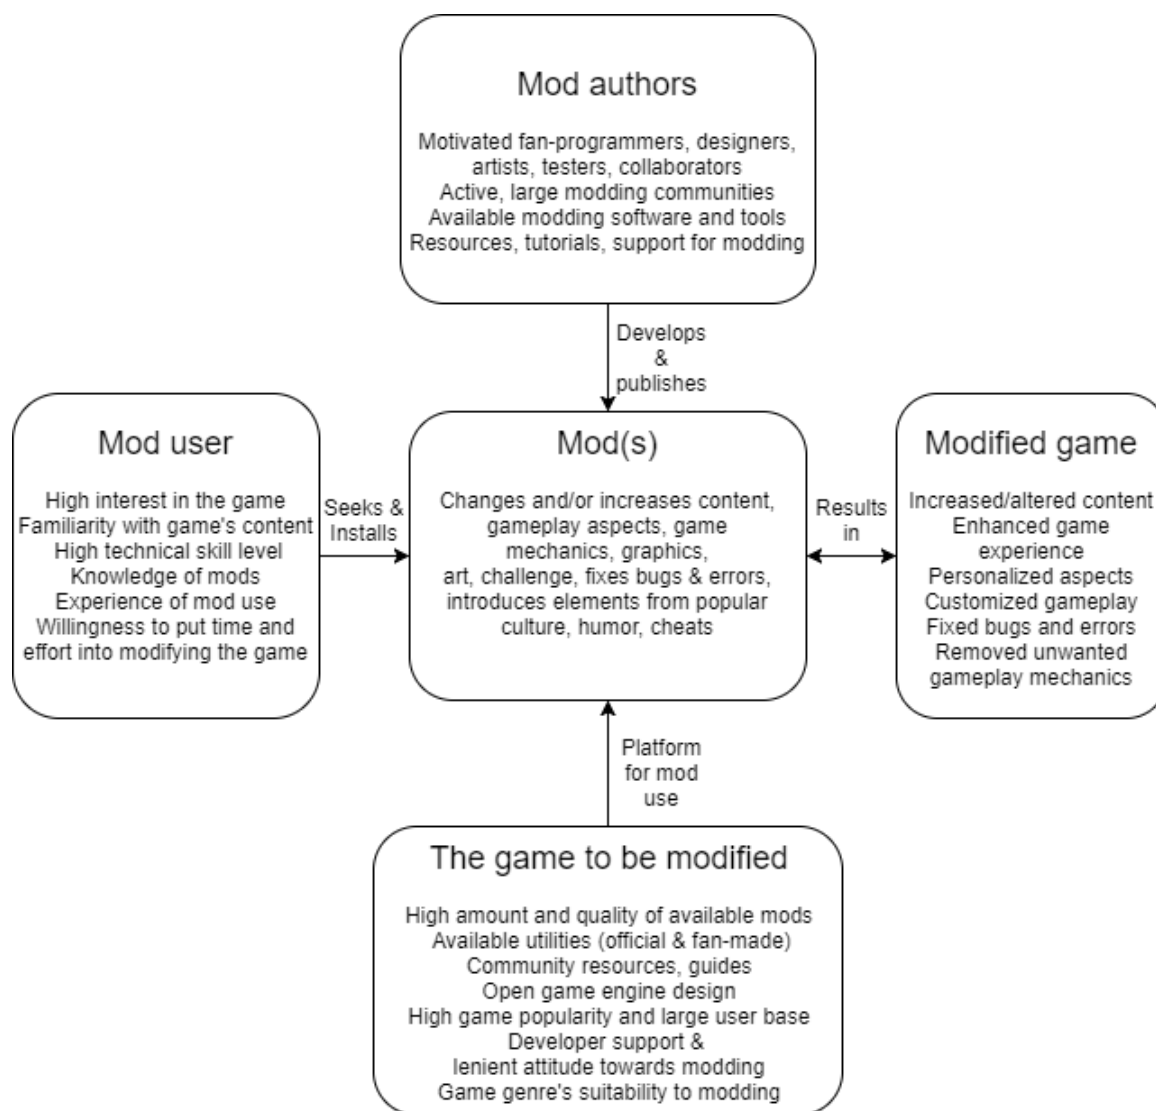 Mod authors
Motivated fan-programmers, designers,
artists, testers, collaborators
Active, large modding communities
Available modding software and tools
Resources, tutorials, support for modding
Develops
&
publishes
Mod user
High interest in the game
Familiarity with game's content
High technical skill level
Knowledge of mods
Experience of mod use
Willingness to put time and
effort into modifying the game
Seeks &
Installs
Mod(s)
Changes and/or increases content,
gameplay aspects, game
mechanics, graphics,
art, challenge, fixes bugs & errors,
introduces elements from popular
culture, humor, cheats
Results
in
Modified game
Increased/altered content
Enhanced game
experience
Personalized aspects
Customized gameplay
Fixed bugs and errors
Removed unwanted
gameplay mechanics
Platform
for mod
use
The game to be modified
High amount and quality of available mods
Available utilities (official & fan-made)
Community resources, guides
Open game engine design
High game popularity and large user base
Developer support &
lenient attitude towards modding
Game genre's suitability to modding